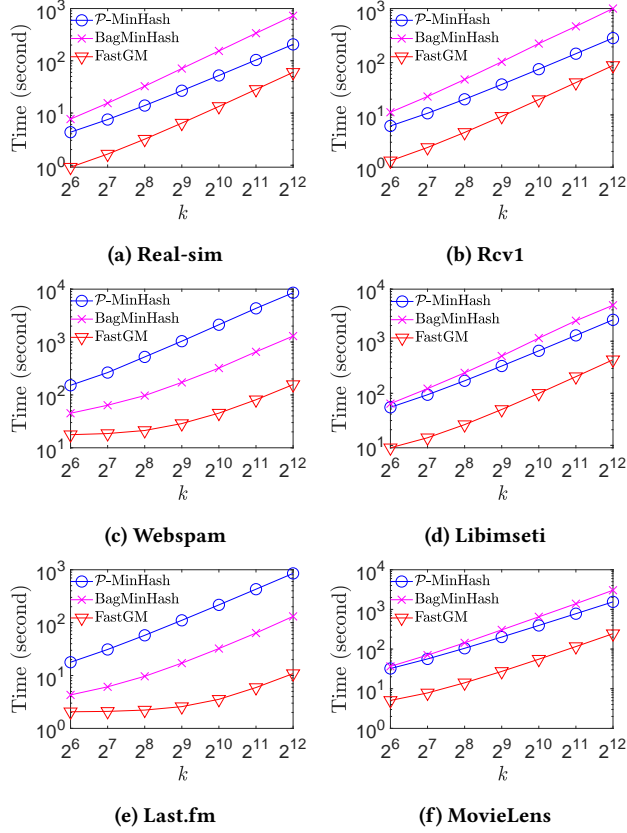 10^3
10^2
10^1
10^0
Time (second)
P-MinHash
BagMinHash
FastGM
2^6 2^7 2^8 2^9 2^10 2^11 2^12
k
(a) Real-sim
10^3
10^2
10^1
10^0
Time (second)
P-MinHash
BagMinHash
FastGM
2^6 2^7 2^8 2^9 2^10 2^11 2^12
k
(b) Rcv1
10^4
10^3
10^2
10^1
Time (second)
P-MinHash
BagMinHash
FastGM
2^6 2^7 2^8 2^9 2^10 2^11 2^12
k
(c) Webspam
10^4
10^3
10^2
10^1
Time (second)
P-MinHash
BagMinHash
FastGM
2^6 2^7 2^8 2^9 2^10 2^11 2^12
k
(d) Libimseti
10^3
10^2
10^1
10^0
Time (second)
P-MinHash
BagMinHash
FastGM
2^6 2^7 2^8 2^9 2^10 2^11 2^12
k
(e) Last.fm
10^4
10^3
10^2
10^1
10^0
Time (second)
P-MinHash
BagMinHash
FastGM
2^6 2^7 2^8 2^9 2^10 2^11 2^12
k
(f) MovieLens